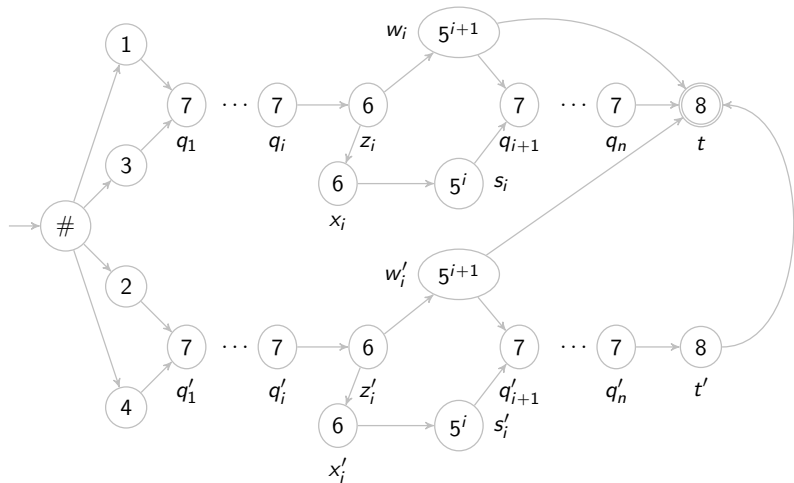 w_i 5^{i+1}
1
7 ··· 7 6 7 ··· 7 8
q_1 q_i z_i q_{i+1} q_n t
3
6 5^i s_i
x_i
#
w'_i 5^{i+1}
2
7 ··· 7 6 7 ··· 7 8
q'_1 q'_i z'_i q'_{i+1} q'_n t'
4
6 5^i s'_i
x'_i